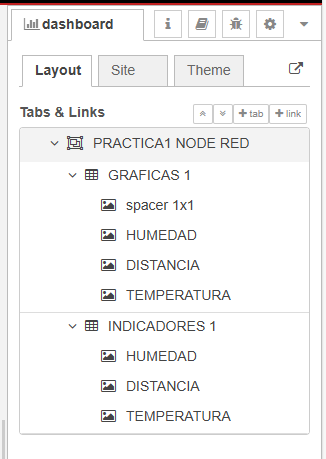 dashboard
Layout Site Theme
Tabs & Links + tab + link
PRACTICA1 NODE RED
GRAFICAS 1
spacer 1x1
HUMEDAD
DISTANCIA
TEMPERATURA
INDICADORES 1
HUMEDAD
DISTANCIA
TEMPERATURA